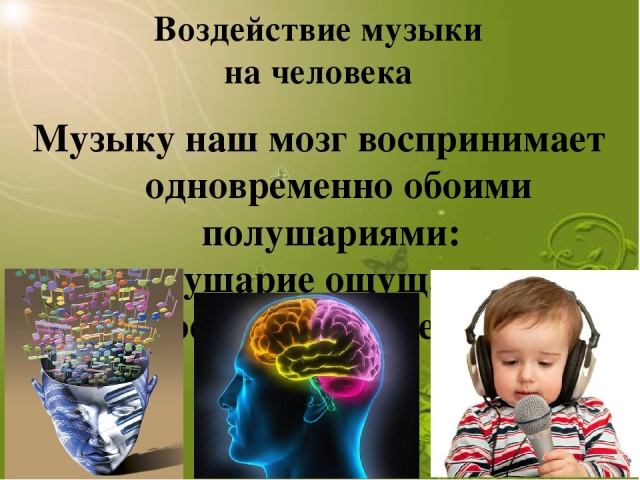 Воздействие музыки
на человека
Музыку наш мозг воспринимает
одновременно обоими
полушариями: